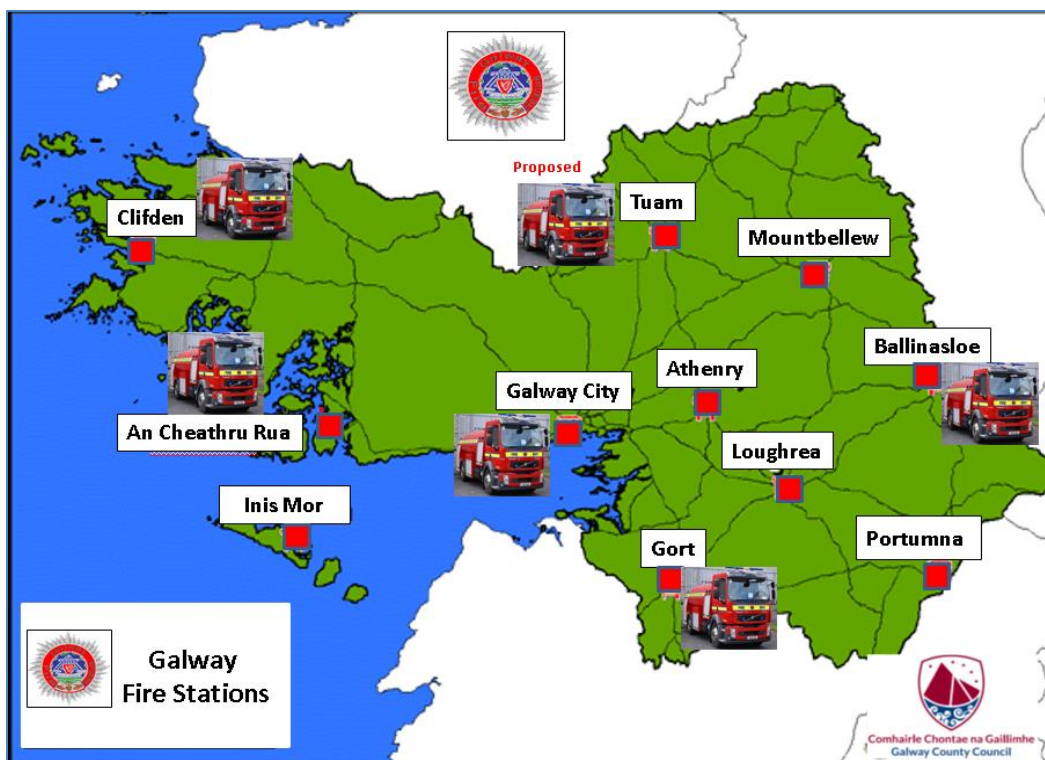 Proposed
Clifden
Tuam
Mountbellew
Ballinasloe
Athenry
Galway City
An Cheathru Rua
Loughrea
Inis Mor
Gort
Portumna
Galway
Fire Stations
Comhairle Chontae na Gaillimhe
Galway County Council